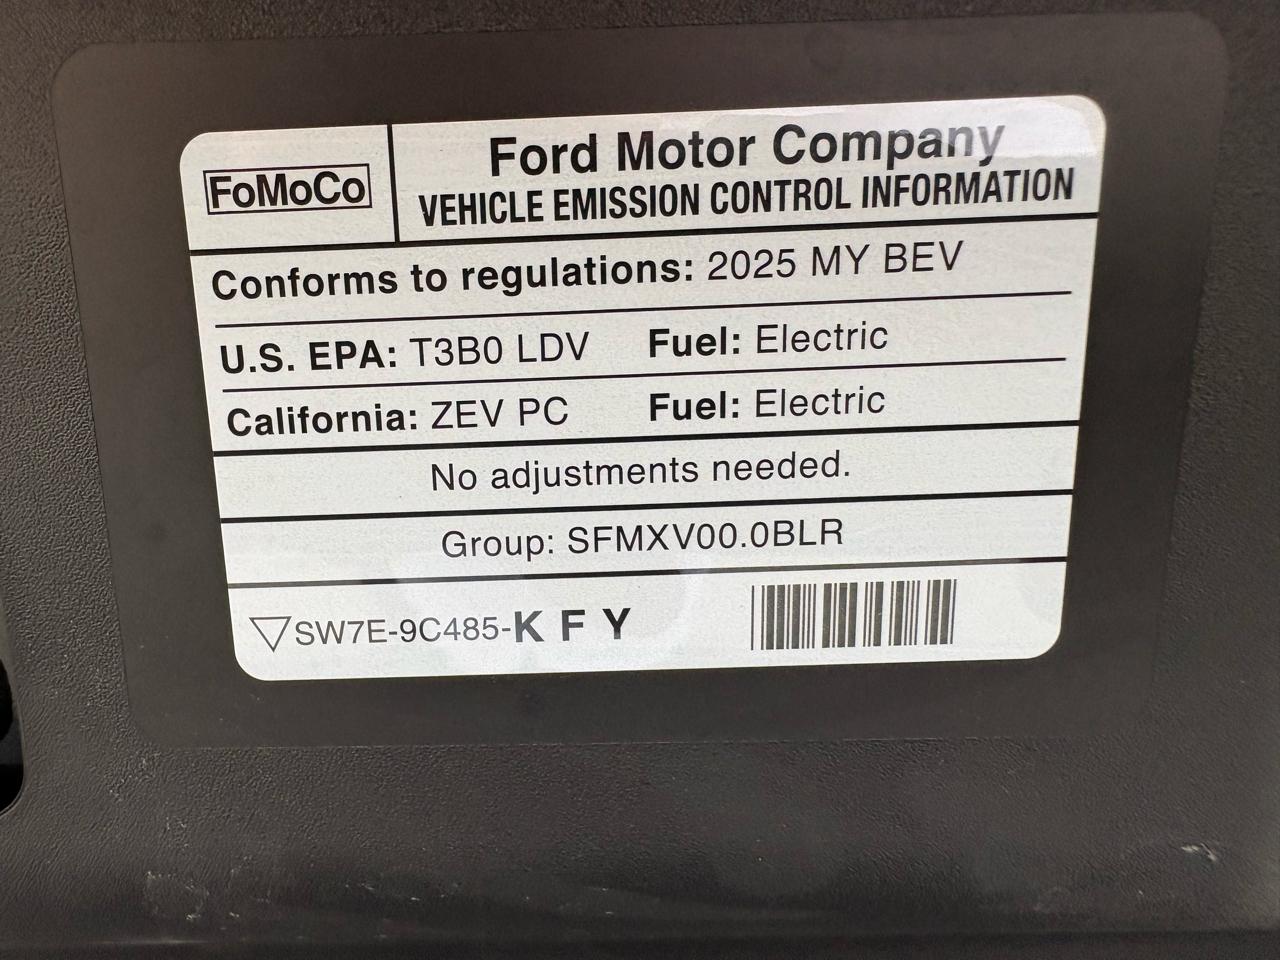 FoMoCo
Ford Motor Company
VEHICLE EMISSION CONTROL INFORMATION
Conforms to regulations: 2025 MY BEV
U.S. EPA: T3B0 LDV Fuel: Electric
California: ZEV PC Fuel: Electric
No adjustments needed.
Group: SFMXV00.0BLR
SW7E-9C485-K F Y